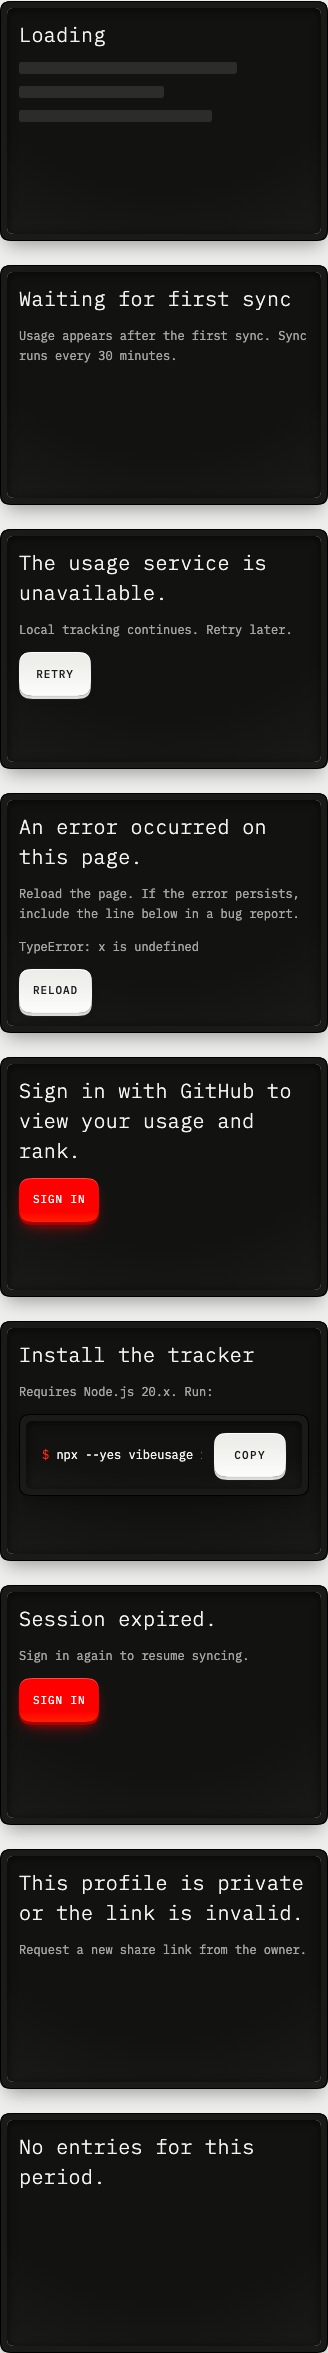 Loading
Waiting for first sync
Usage appears after the first sync. Sync
runs every 30 minutes.
The usage service is
unavailable.
Local tracking continues. Retry later.
RETRY
An error occurred on
this page.
Reload the page. If the error persists,
include the line below in a bug report.
TypeError: x is undefined
RELOAD
Sign in with GitHub to
view your usage and
rank.
SIGN IN
Install the tracker
Requires Node.js 20.x. Run:
$ npx --yes vibeusage
COPY
Session expired.
Sign in again to resume syncing.
SIGN IN
This profile is private
or the link is invalid.
Request a new share link from the owner.
No entries for this
period.